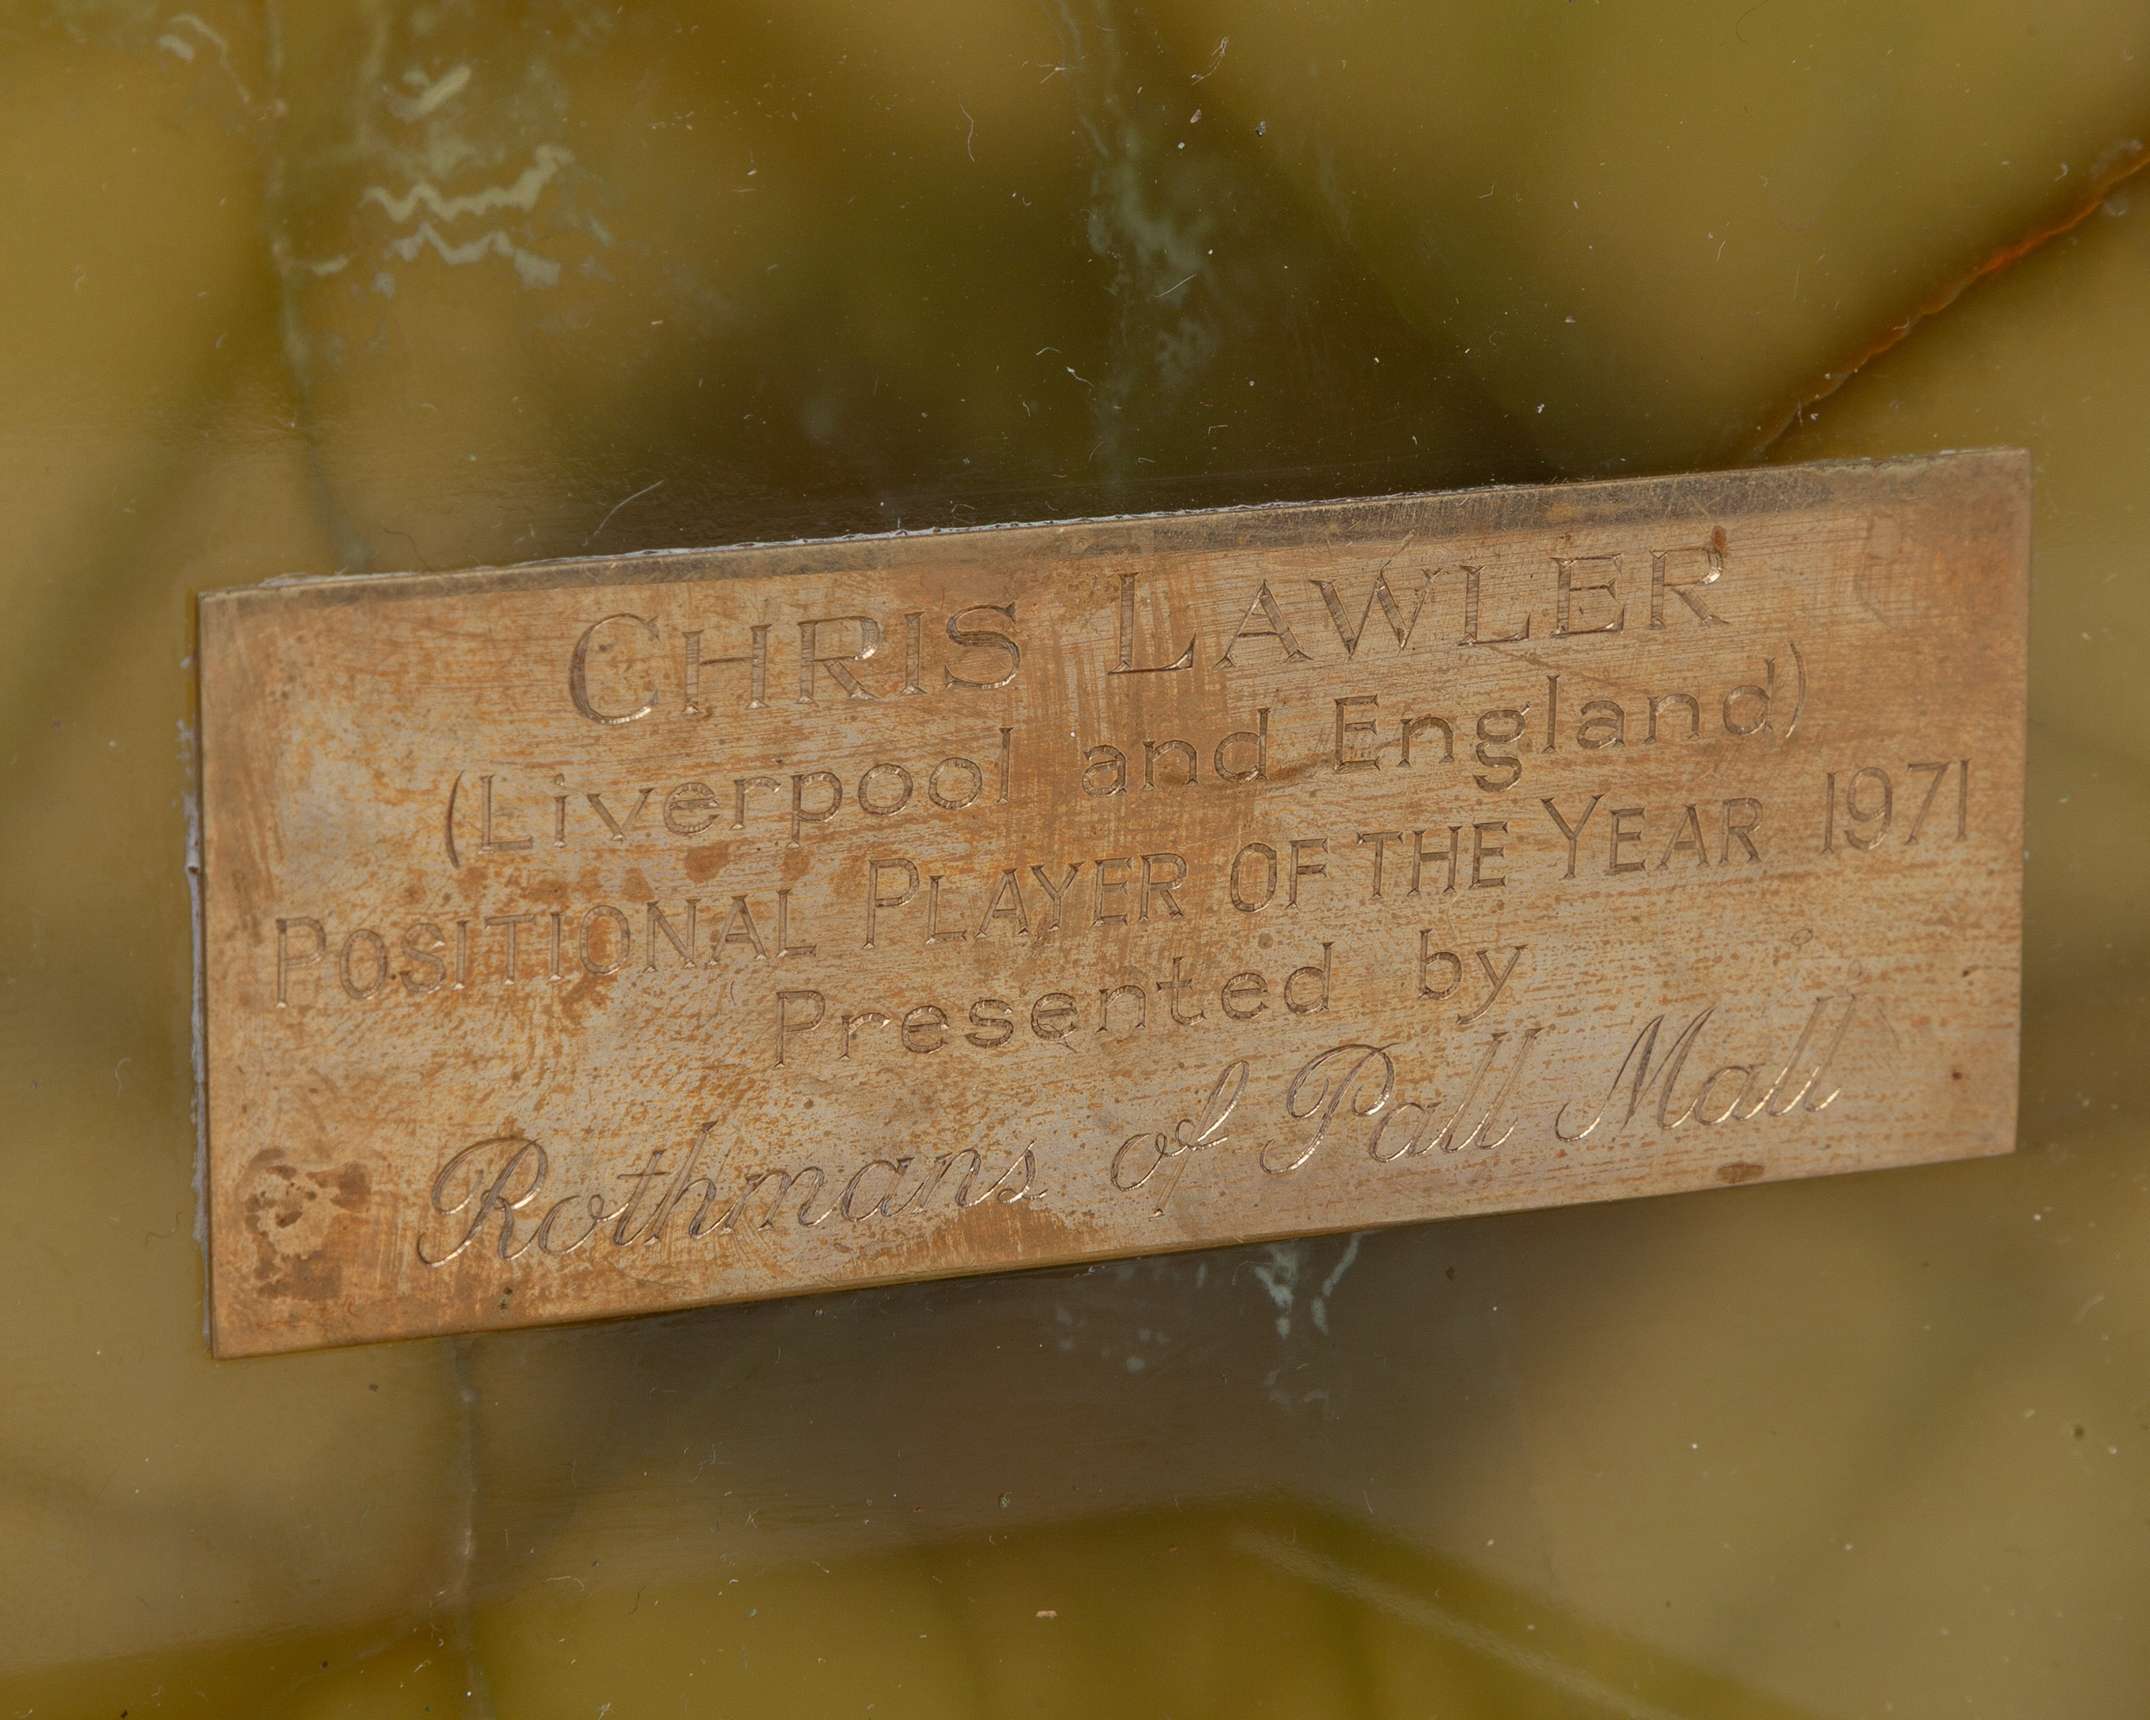 CHRIS LAWLER
(Liverpool and England)
POSITIONAL PLAYER OF THE YEAR 1971
Presented by
Rothmans of Pall Mall